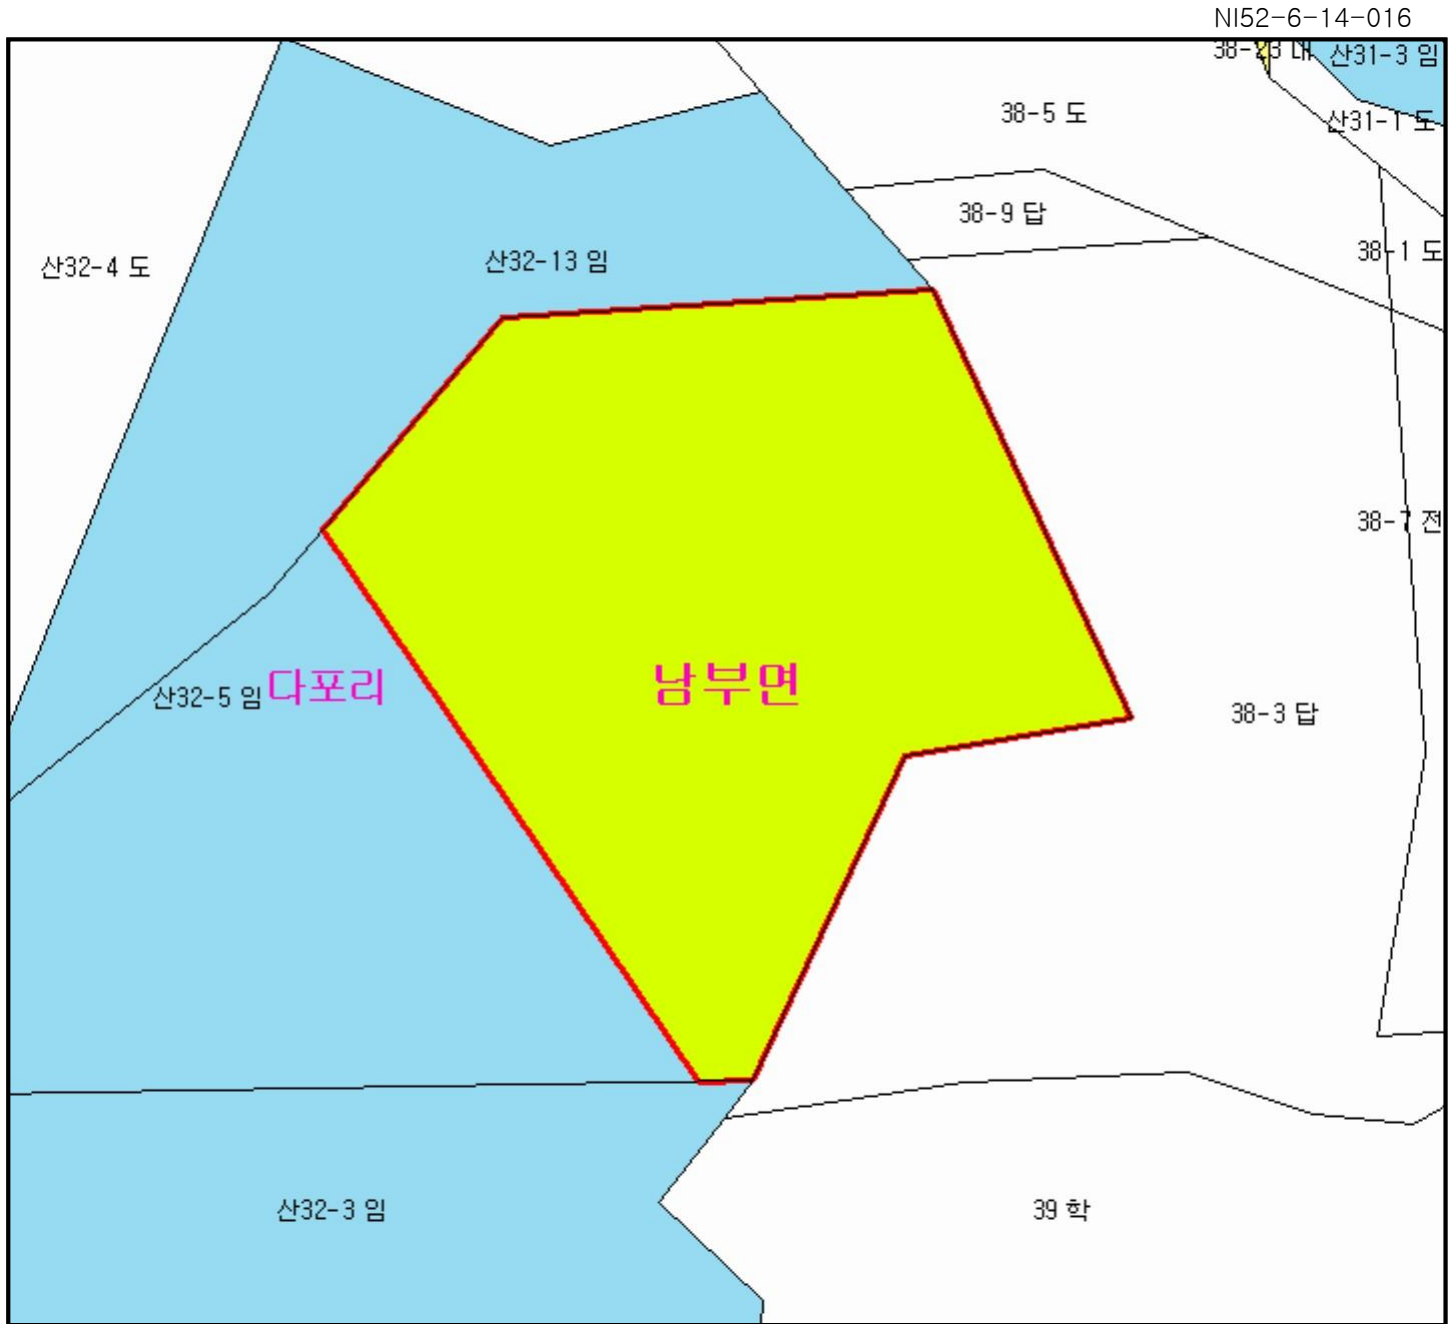 NI52-6-14-016
38-23 대
산31-3 임
38-5 도
산31-1 도
38-9 답
38-1 도
산32-4 도
산32-13 임
38-7 전
산32-5 임
다포리
남부면
38-3 답
산32-3 임
39 학